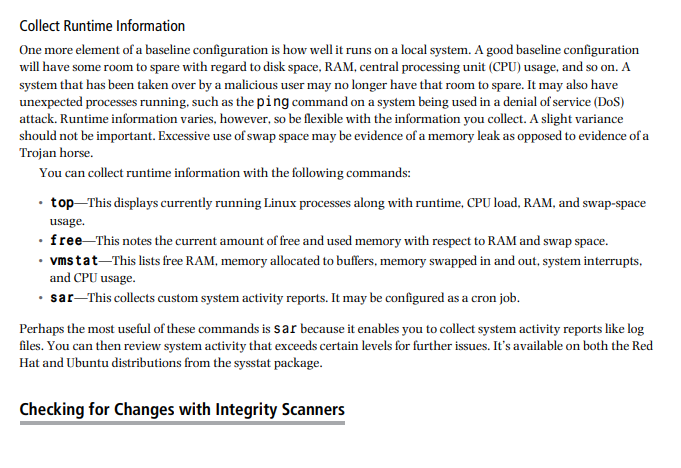 Collect Runtime Information
One more element of a baseline configuration is how well it runs on a local system. A good baseline configuration
will have some room to spare with regard to disk space, RAM, central processing unit (CPU) usage, and so on. A
system that has been taken over by a malicious user may no longer have that room to spare. It may also have
unexpected processes running, such as the ping command on a system being used in a denial of service (DoS)
attack. Runtime information varies, however, so be flexible with the information you collect. A slight variance
should not be important. Excessive use of swap space may be evidence of a memory leak as opposed to evidence of a
Trojan horse.
You can collect runtime information with the following commands:
• top—This displays currently running Linux processes along with runtime, CPU load, RAM, and swap-space
usage.
• free—This notes the current amount of free and used memory with respect to RAM and swap space.
• vmstat—This lists free RAM, memory allocated to buffers, memory swapped in and out, system interrupts,
and CPU usage.
• sar—This collects custom system activity reports. It may be configured as a cron job.
Perhaps the most useful of these commands is sar because it enables you to collect system activity reports like log
files. You can then review system activity that exceeds certain levels for further issues. It's available on both the Red
Hat and Ubuntu distributions from the sysstat package.
Checking for Changes with Integrity Scanners